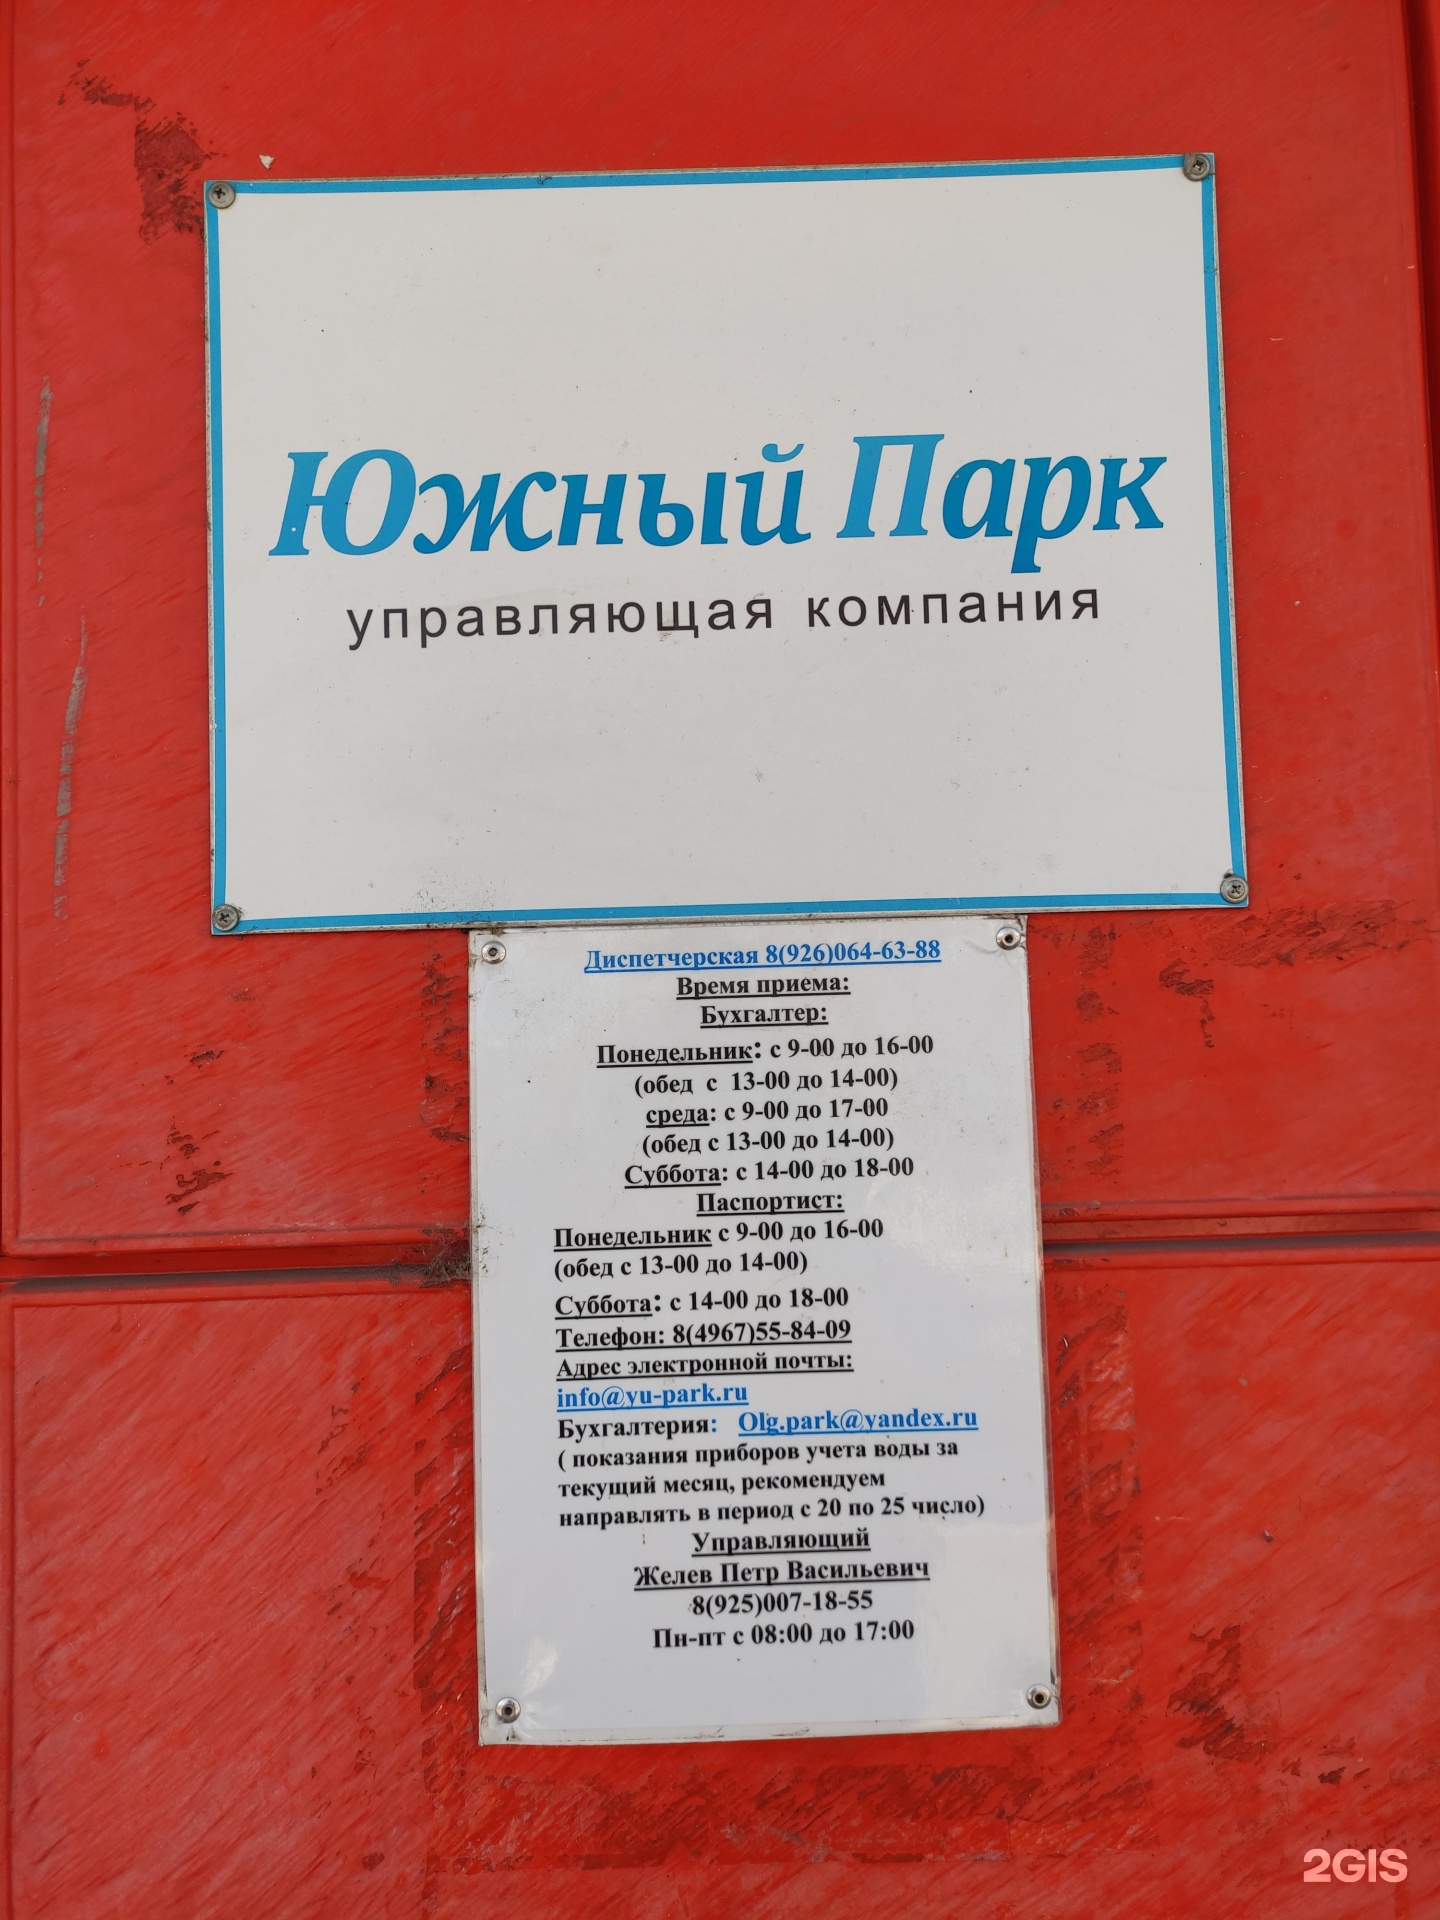 Южный Парк
управляющая компания
Диспетчерская 8(926)064-63-88
Время приема:
Бухгалтер:
Понедельник: с 9-00 до 16-00
(обед с 13-00 до 14-00)
среда: с 9-00 до 17-00
(обед с 13-00 до 14-00)
Суббота: с 14-00 до 18-00
Паспортист:
Понедельник с 9-00 до 16-00
(обед с 13-00 до 14-00)
Суббота: с 14-00 до 18-00
Телефон: 8(4967)55-84-09
Адрес электронной почты:
info@yu-park.ru
Бухгалтерия: Olg.park@yandex.ru
( показания приборов учета воды за
текущий месяц, рекомендуем
направлять в период с 20 по 25 число)
Управляющий
Желев Петр Васильевич
8(925)007-18-55
Пн-пт с 08:00 до 17:00
2GIS